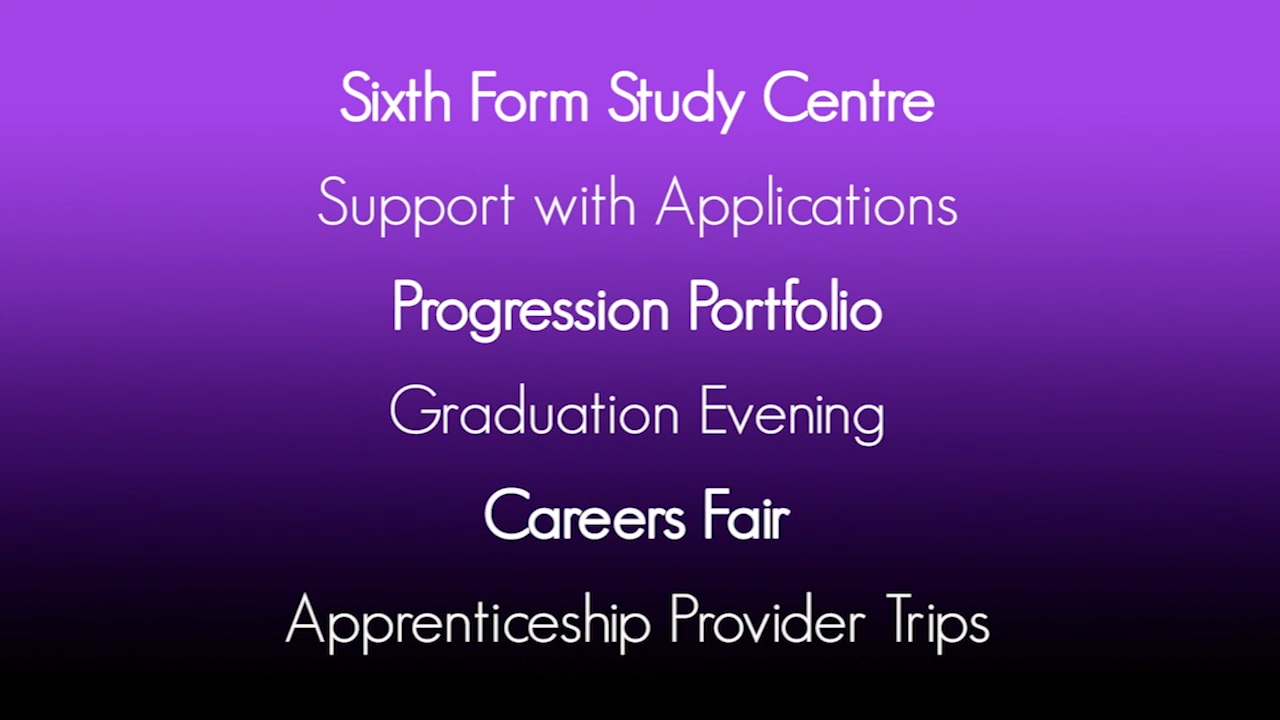 Sixth Form Study Centre
Support with Applications
Progression Portfolio
Graduation Evening
Careers Fair
Apprenticeship Provider Trips